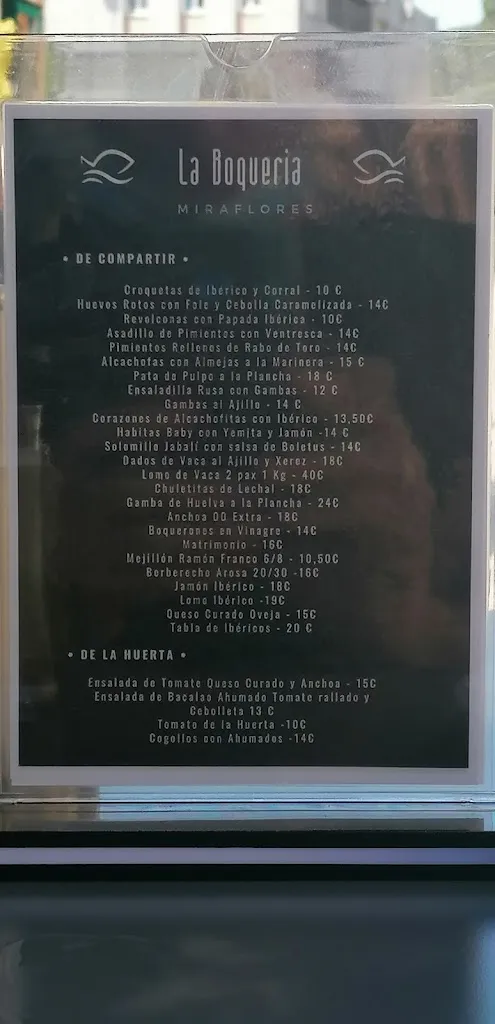 La Boqueria
MIRAFLORES
• DE COMPARTIR •
Croquetas de Ibérico y Corral - 10 €
Huevos Rotos con Foie y Cebolla Caramelizada - 14€
Revolconas con Papada Ibérica - 10€
Asadillo de Pimientos con Ventresca - 14€
Pimientos Rellenos de Rabo de Toro - 14€
Alcachofas con Almejas a la Marinera - 15 €
Pata de Pulpo a la Plancha - 18 €
Ensaladilla Rusa con Gambas - 12 €
Gambas al Ajillo - 14 €
Corazones de Alcachofitas con Ibérico - 13,50€
Habitas Baby con Yemita y Jamón -14 €
Solomillo Jabalí con salsa de Boletus - 14€
Dados de Vaca al Ajillo y Xerez - 18€
Lomo de Vaca 2 pax 1 Kg - 40€
Chuletitas de Lechal - 18€
Gamba de Huelva a la Plancha - 24€
Anchoa 00 Extra - 18€
Boquerones en Vinagre - 14€
Matrimonio - 16€
Mejillón Ramón Franco 6/8 - 10,50€
Berberecho Arosa 20/30 -16€
Jamón Ibérico - 18€
Lomo Ibérico -19€
Queso Curado Oveja - 15€
Tabla de Ibéricos - 20 €
• DE LA HUERTA •
Ensalada de Tomate Queso Curado y Anchoa - 15€
Ensalada de Bacalao Ahumado Tomate rallado y
Cebolleta 13 €
Tomate de la Huerta -10€
Cogollos con Ahumados -14€